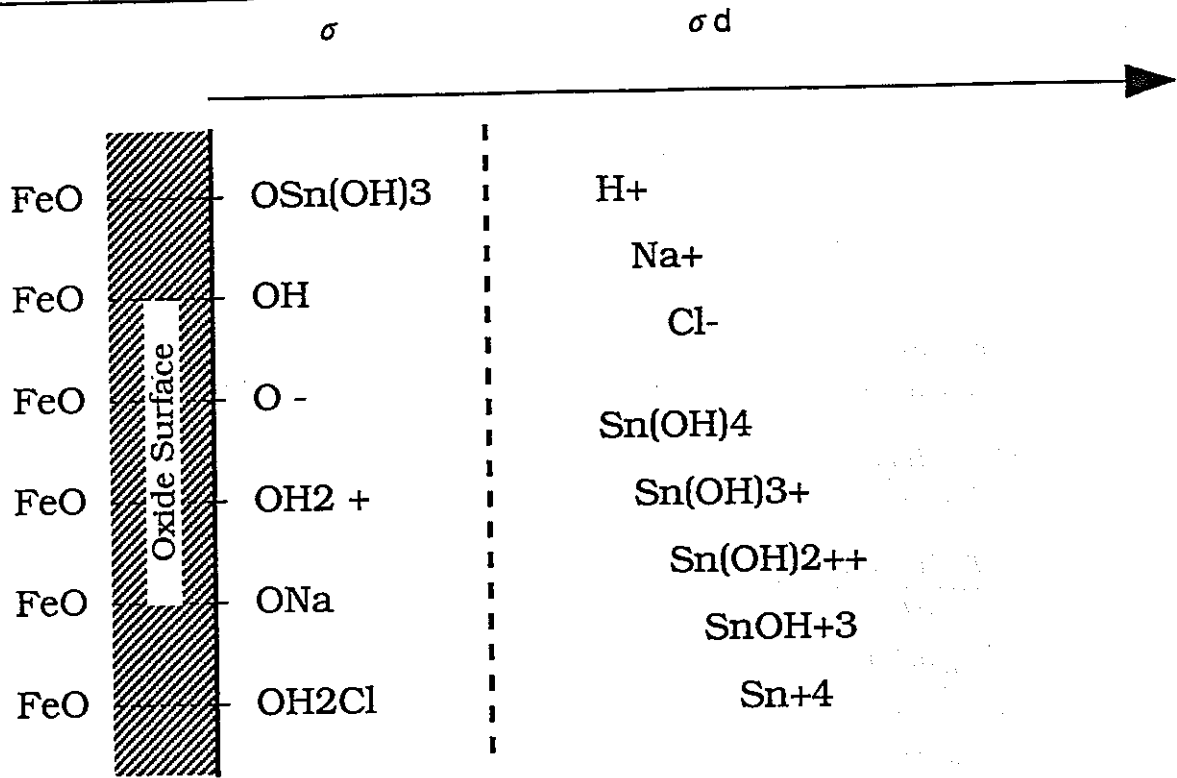 σ σ d
FeO OSn(OH)3 H+
Na+
FeO OH
Cl-
FeO O -
Sn(OH)4
FeO OH2 + Sn(OH)3+
Sn(OH)2++
FeO ONa
SnOH+3
FeO OH2Cl Sn+4
Oxide Surface